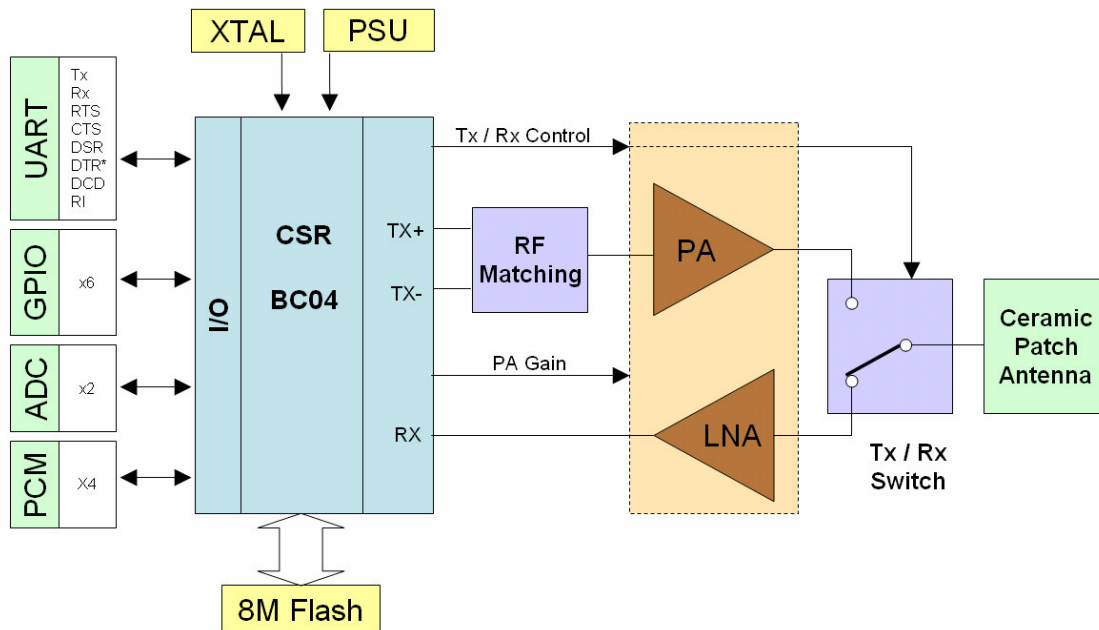 XTAL
PSU
UART
Tx
Rx
RTS
CTS
DSR
DTR*
DCD
RI
GPIO
x6
ADC
x2
PCM
X4
I/O
CSR
BC04
TX+
TX-
RX
Tx / Rx Control
RF
Matching
PA Gain
PA
LNA
Tx / Rx
Switch
Ceramic
Patch
Antenna
8M Flash